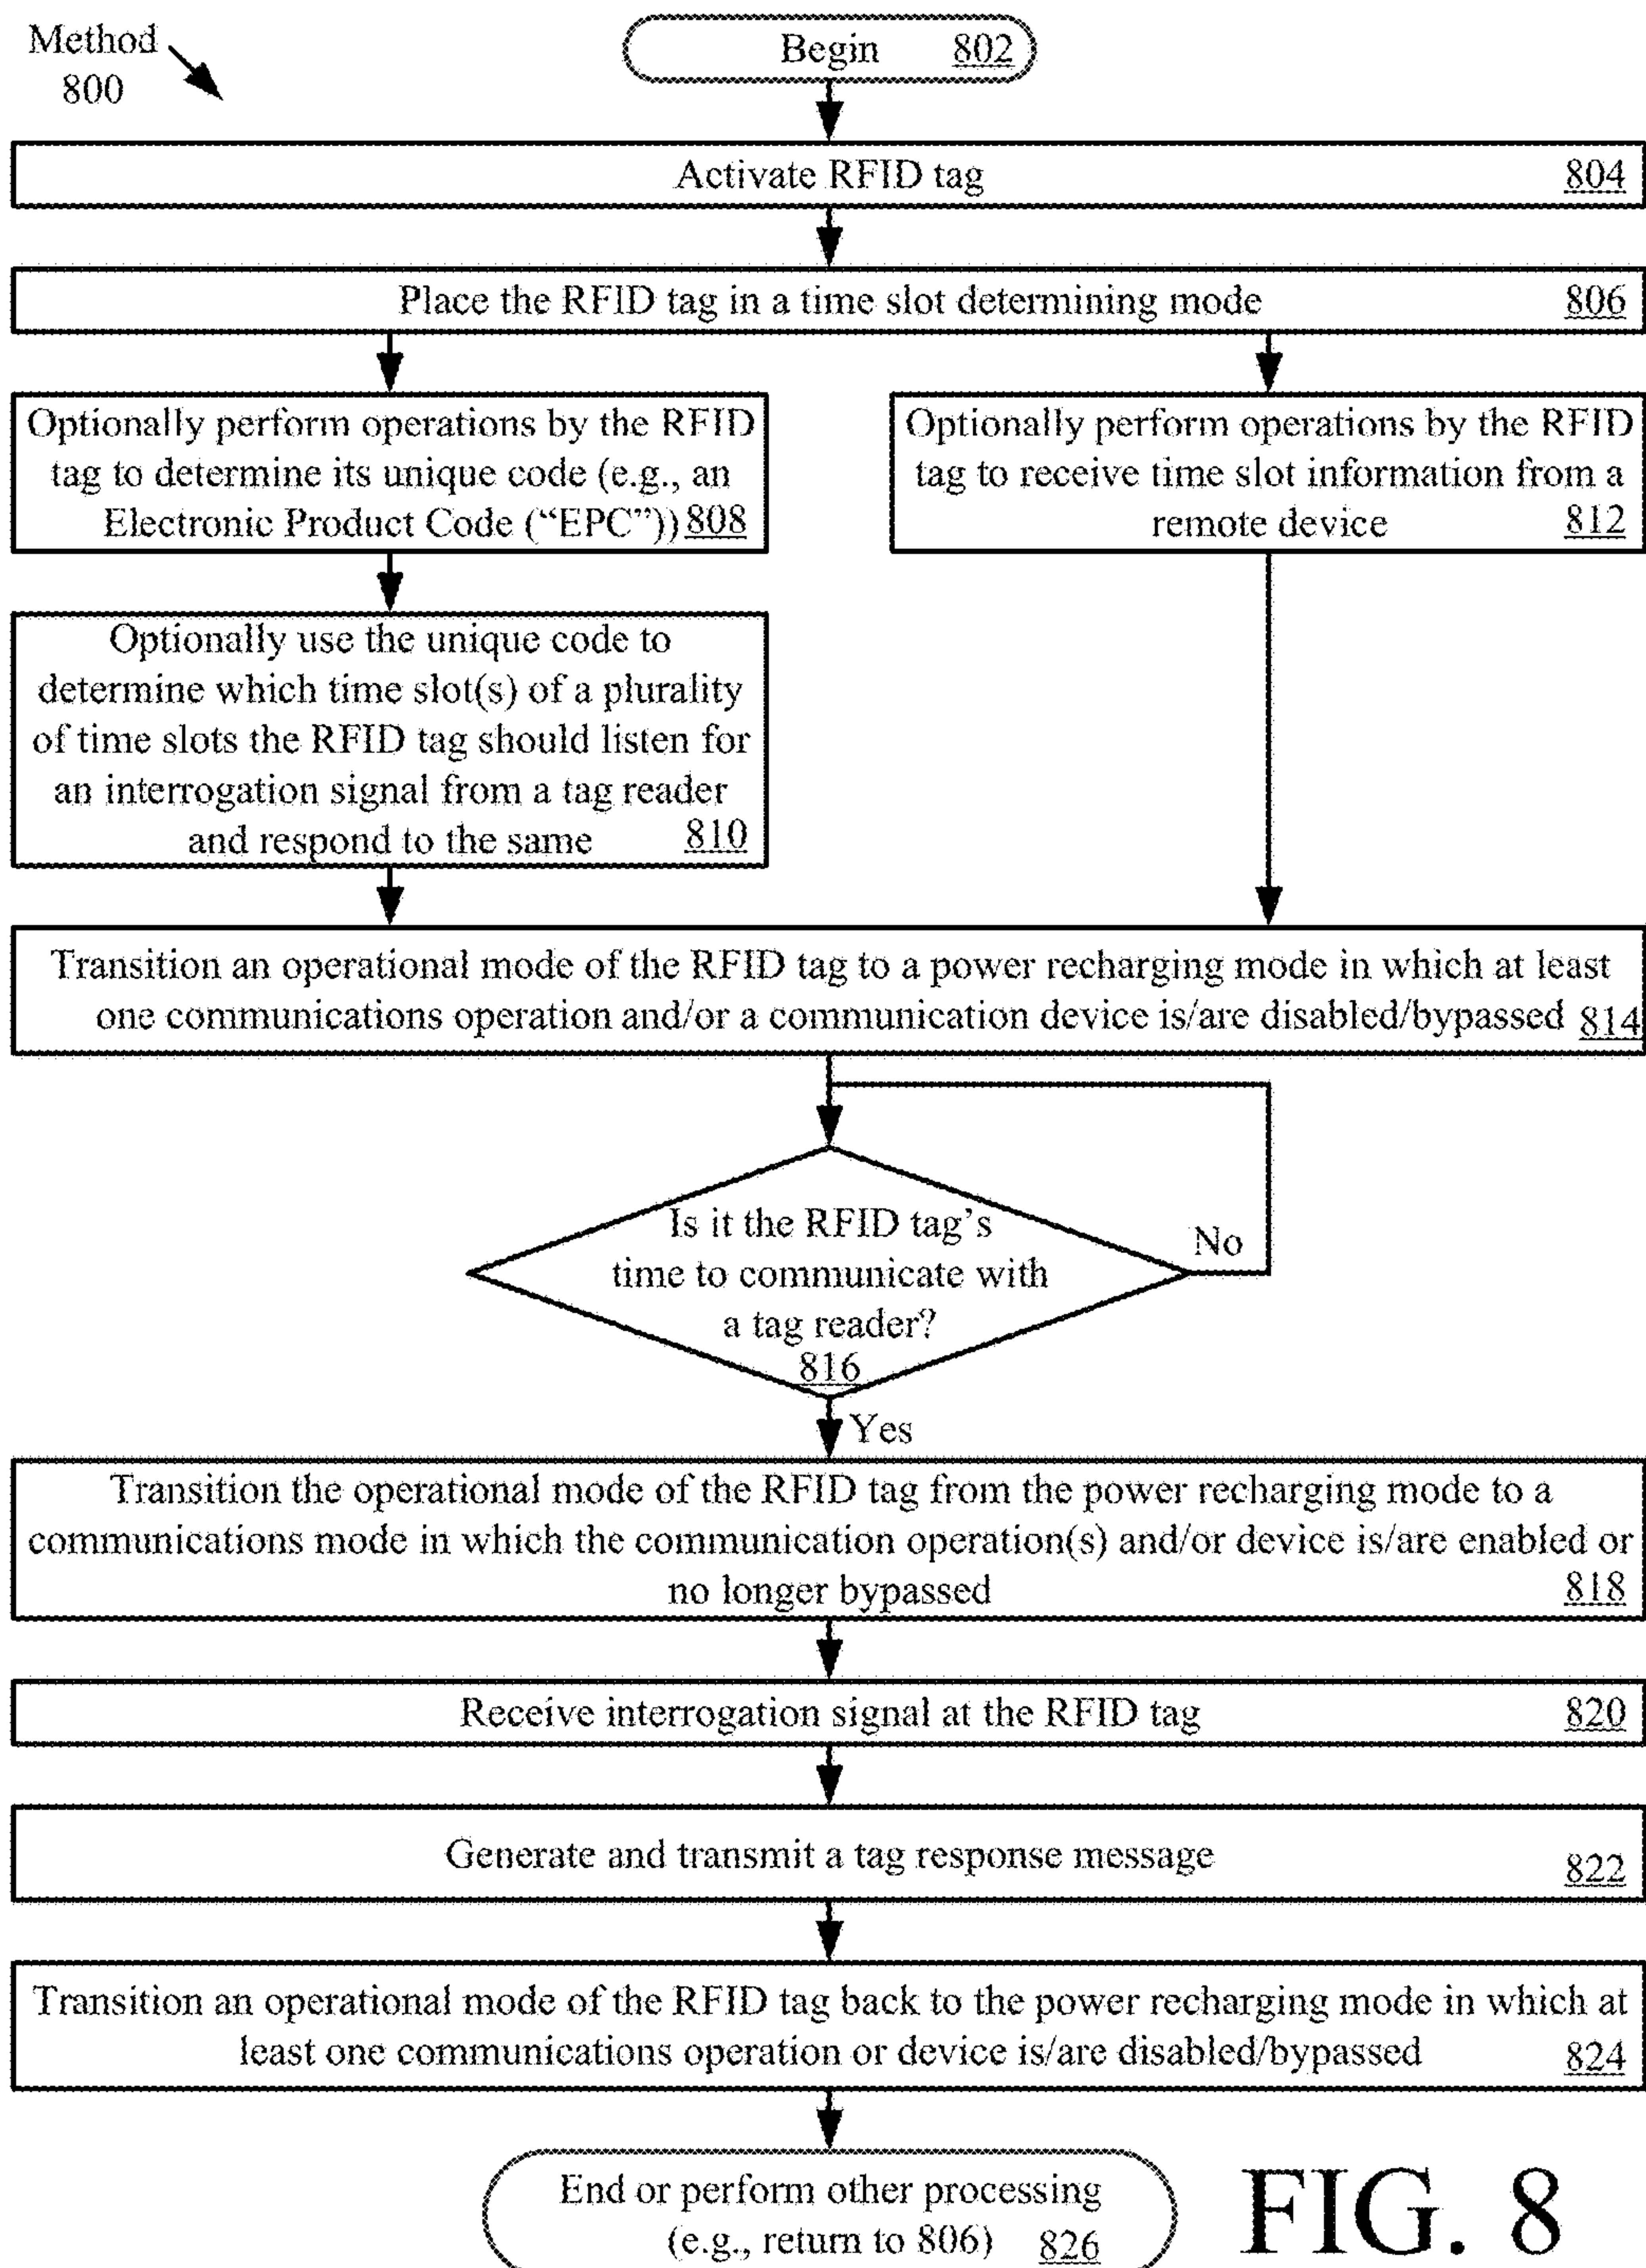 Method
800
Begin 802
Activate RFID tag 804
Place the RFID tag in a time slot determining mode 806
Optionally perform operations by the RFID
tag to determine its unique code (e.g., an
Electronic Product Code (“EPC”)) 808
Optionally perform operations by the RFID
tag to receive time slot information from a
remote device 812
Optionally use the unique code to
determine which time slot(s) of a plurality
of time slots the RFID tag should listen for
an interrogation signal from a tag reader
and respond to the same 810
Transition an operational mode of the RFID tag to a power recharging mode in which at least
one communications operation and/or a communication device is/are disabled/bypassed 814
Is it the RFID tag’s
time to communicate with
a tag reader?
816
No
Yes
Transition the operational mode of the RFID tag from the power recharging mode to a
communications mode in which the communication operation(s) and/or device is/are enabled or
no longer bypassed 818
Receive interrogation signal at the RFID tag 820
Generate and transmit a tag response message 822
Transition an operational mode of the RFID tag back to the power recharging mode in which at
least one communications operation or device is/are disabled/bypassed 824
End or perform other processing
(e.g., return to 806) 826
FIG. 8